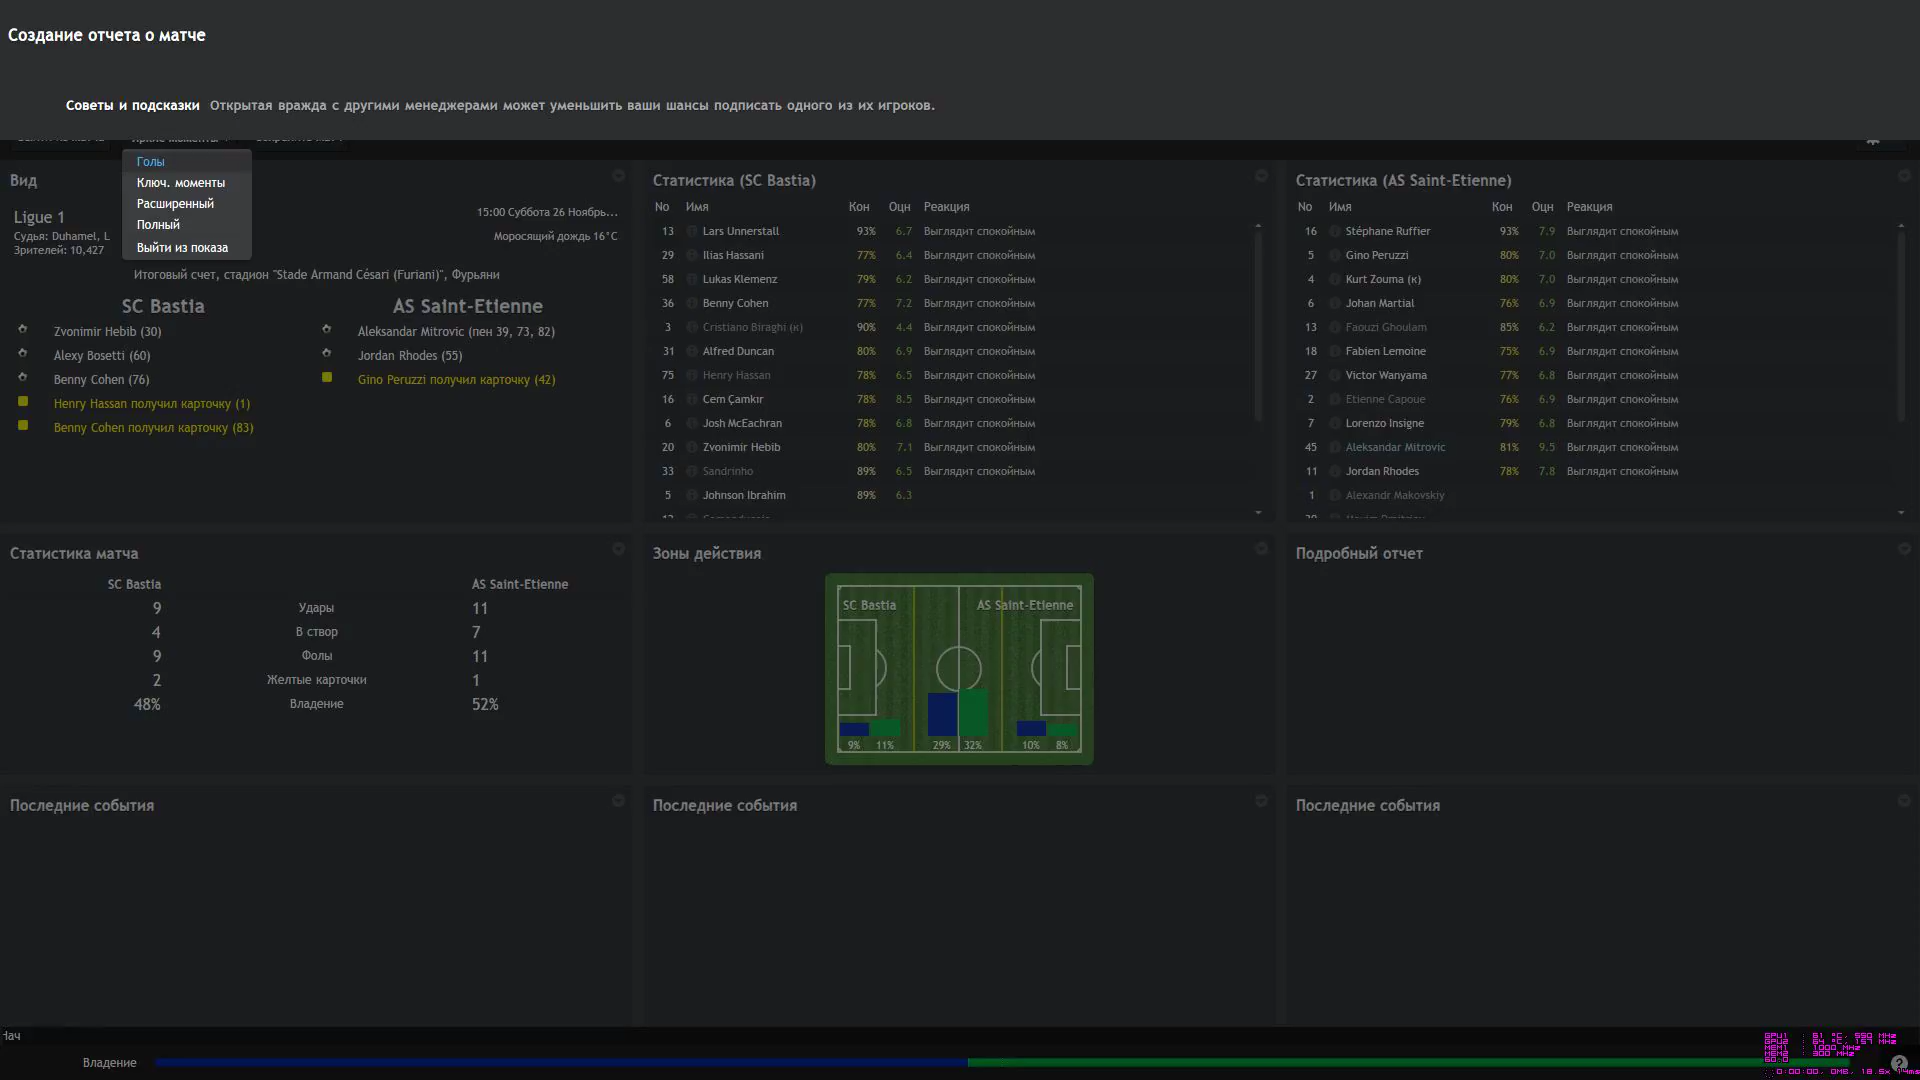 Создание отчета о матче
Советы и подсказки Открытая вражда с другими менеджерами может уменьшить ваши шансы подписать одного из их игроков.
Голы
Ключ. моменты
Расширенный
Полный
Выйти из показа
Вид
Ligue 1
Судья: Duhamel, L
Зрителей: 10,427
15:00 Суббота 26 Ноябрь...
Моросящий дождь 16°C
Итоговый счет, стадион "Stade Armand Césari (Furiani)", Фурьяни
SC Bastia AS Saint-Etienne
Zvonimir Hebib (30) Aleksandar Mitrovic (пен 39, 73, 82)
Alexy Bosetti (60) Jordan Rhodes (55)
Benny Cohen (76) Gino Peruzzi получил карточку (42)
Henry Hassan получил карточку (1)
Benny Cohen получил карточку (83)
Статистика (SC Bastia)
No Имя Кон Оцн Реакция
13 Lars Unnerstall 93% 6.7 Выглядит спокойным
29 Ilias Hassani 77% 6.4 Выглядит спокойным
58 Lukas Klemenz 79% 6.2 Выглядит спокойным
36 Benny Cohen 77% 7.2 Выглядит спокойным
3 Cristiano Biraghi (к) 90% 4.4 Выглядит спокойным
31 Alfred Duncan 80% 6.9 Выглядит спокойным
75 Henry Hassan 78% 6.5 Выглядит спокойным
16 Cem Çamkır 78% 8.5 Выглядит спокойным
6 Josh McEachran 78% 6.8 Выглядит спокойным
20 Zvonimir Hebib 80% 7.1 Выглядит спокойным
33 Sandrinho 89% 6.5 Выглядит спокойным
5 Johnson Ibrahim 89% 6.3
Статистика (AS Saint-Etienne)
No Имя Кон Оцн Реакция
16 Stéphane Ruffier 93% 7.9 Выглядит спокойным
5 Gino Peruzzi 80% 7.0 Выглядит спокойным
4 Kurt Zouma (к) 80% 7.0 Выглядит спокойным
6 Johan Martial 76% 6.9 Выглядит спокойным
13 Faouzi Ghoulam 85% 6.2 Выглядит спокойным
18 Fabien Lemoine 75% 6.9 Выглядит спокойным
27 Victor Wanyama 77% 6.8 Выглядит спокойным
2 Etienne Capoue 76% 6.9 Выглядит спокойным
7 Lorenzo Insigne 79% 6.8 Выглядит спокойным
45 Aleksandar Mitrovic 81% 9.5 Выглядит спокойным
11 Jordan Rhodes 78% 7.8 Выглядит спокойным
1 Alexandr Makovskiy
Статистика матча
SC Bastia AS Saint-Etienne
9 Удары 11
4 В створ 7
9 Фолы 11
2 Желтые карточки 1
48% Владение 52%
Зоны действия
SC Bastia AS Saint-Etienne
9% 11% 29% 32% 10% 8%
Подробный отчет
Последние события
Последние события
Последние события
Нач
Владение
GPU1 : 61 °C, 550 MHz
GPU2 : 64 °C, 157 MHz
MEM1 : 1000 MHz
MEM2 : 300 MHz